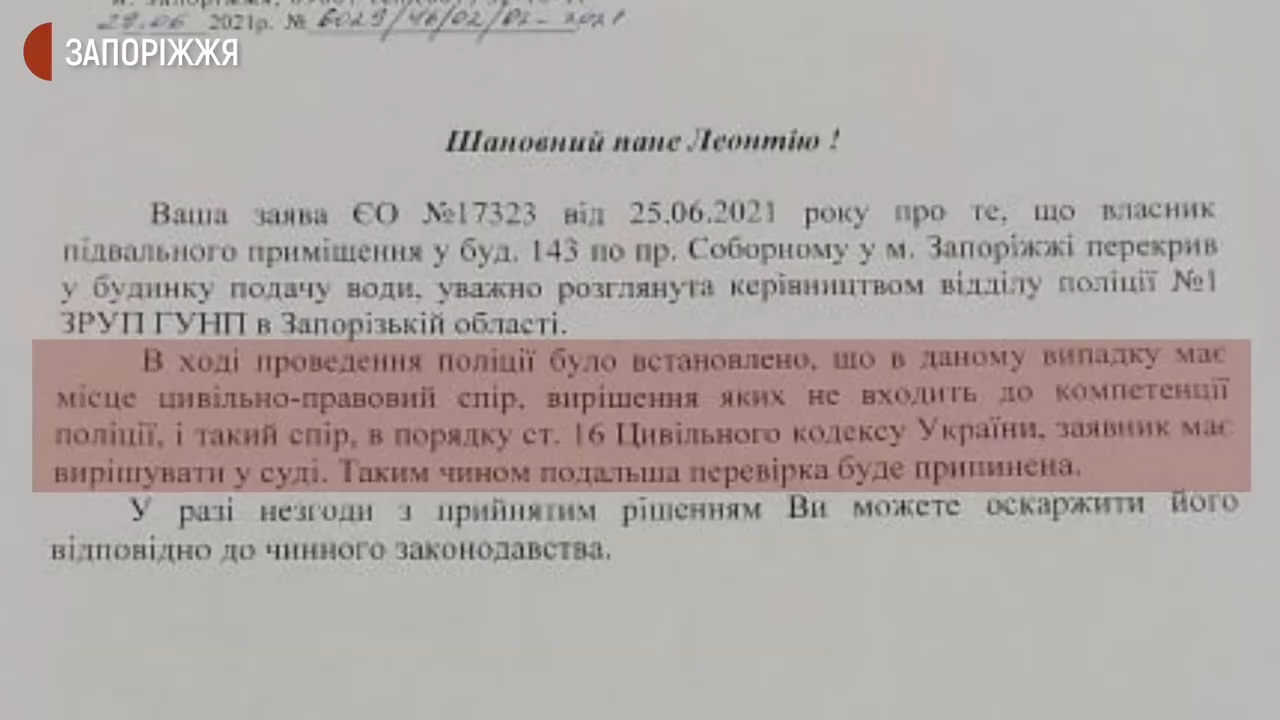 м. Запоріжжя,
29.06 2021р. №
ЗАПОРІЖЖЯ
Шановний пане Леонтію !
Ваша заява ЄО №17323 від 25.06.2021 року про те, що власник
підвального приміщення у буд. 143 по пр. Соборному у м. Запоріжжі перекрив
у будинку подачу води, уважно розглянута керівництвом відділу поліції №1
ЗРУП ГУНП в Запорізькій області.
В ході проведення поліції було встановлено, що в даному випадку має
місце цивільно-правовий спір, вирішення яких не входить до компетенції
поліції, і такий спір, в порядку ст. 16 Цивільного кодексу України, заявник має
вирішувати у суді. Таким чином подальша перевірка буде припинена.
У разі незгоди з прийнятим рішенням Ви можете оскаржити його
відповідно до чинного законодавства.